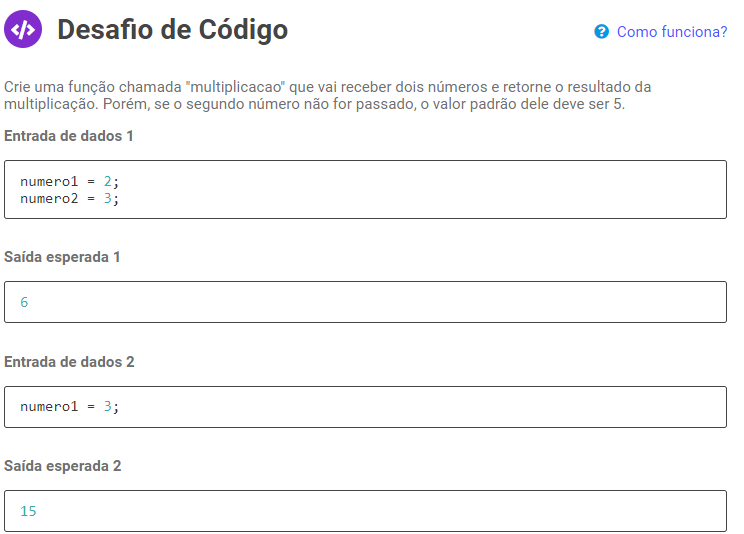 </> Desafio de Código
? Como funciona?
Crie uma função chamada "multiplicacao" que vai receber dois números e retorne o resultado da
multiplicação. Porém, se o segundo número não for passado, o valor padrão dele deve ser 5.
Entrada de dados 1
numero1 = 2;
numero2 = 3;
Saída esperada 1
6
Entrada de dados 2
numero1 = 3;
Saída esperada 2
15